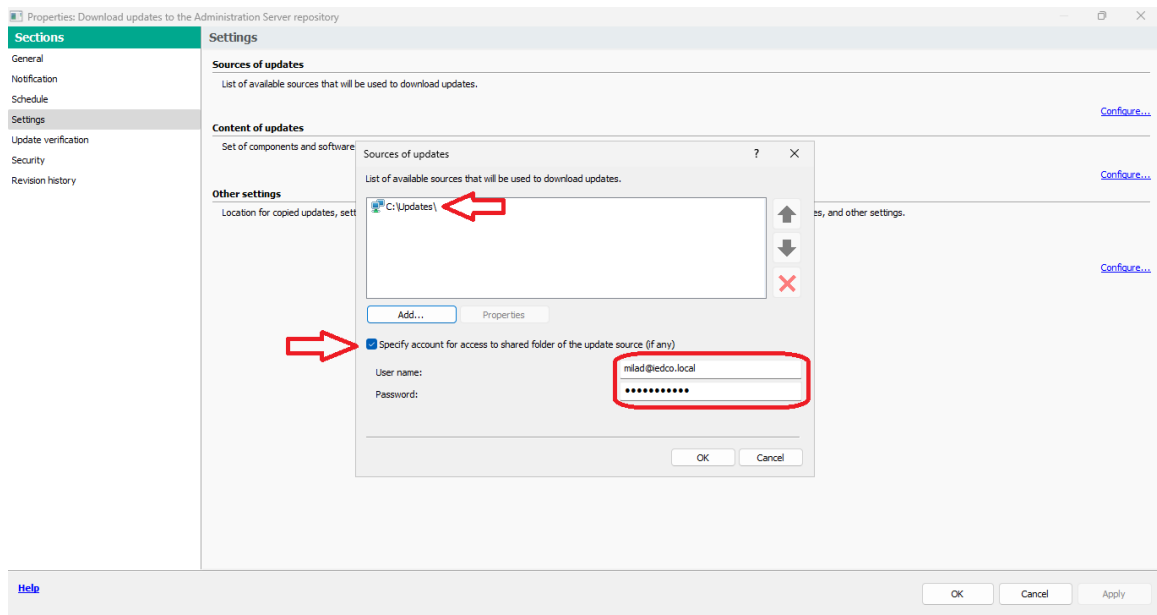 Properties: Download updates to the Administration Server repository
Sections
General
Notification
Schedule
Settings
Update verification
Security
Revision history
Settings
Sources of updates
List of available sources that will be used to download updates.
Configure...
Content of updates
Set of components and software
Configure...
Other settings
Location for copied updates, sett
es, and other settings.
Configure...
Sources of updates
?
List of available sources that will be used to download updates.
C:\Updates\
Add...
Properties
Specify account for access to shared folder of the update source (if any)
User name:
milad@iedco.local
Password:
•••••••••••
OK
Cancel
Help
OK
Cancel
Apply